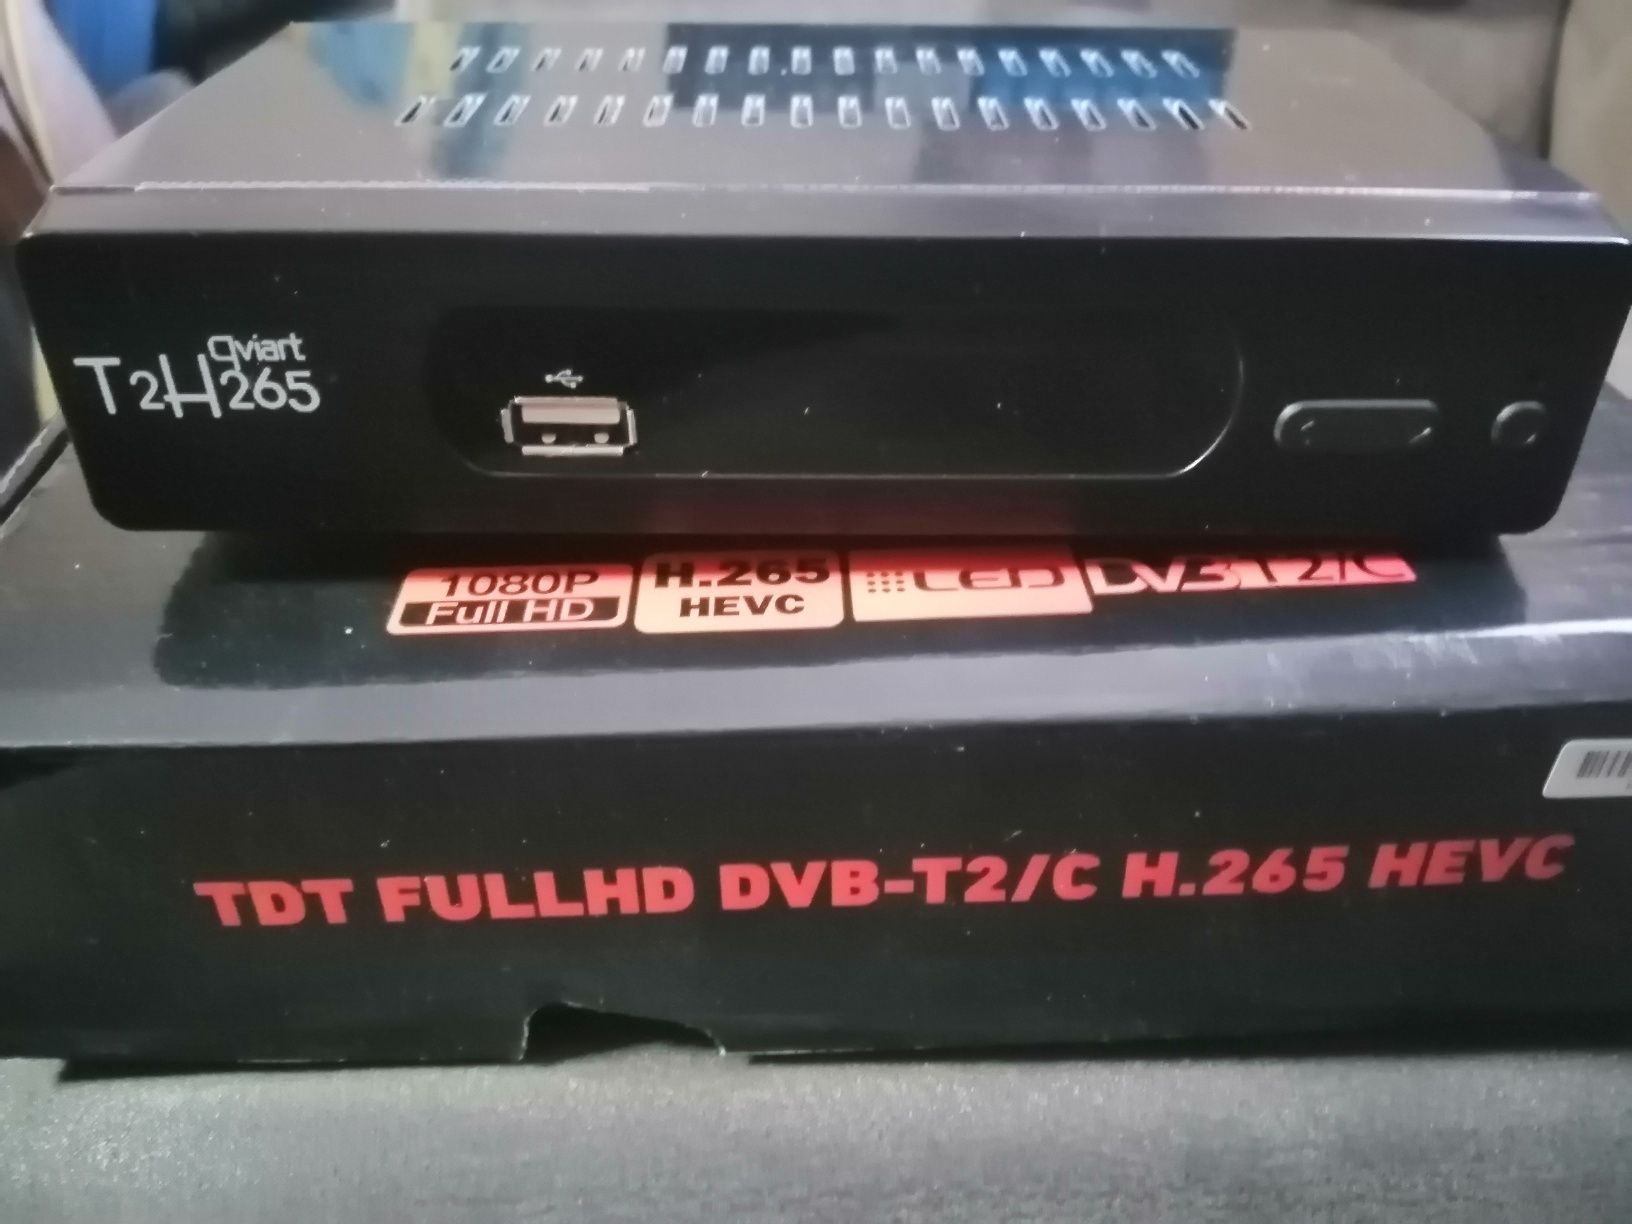 qviart
T2H265
1080P
Full HD
H.265
HEVC
LED
DVB T2/C
TDT FULLHD DVB-T2/C H.265 HEVC